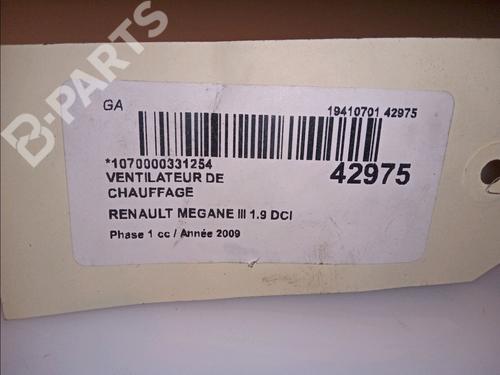 B-PARTS
GA
19410701 42975
*1070000331254
42975
VENTILATEUR DE
CHAUFFAGE
RENAULT MEGANE III 1.9 DCI
Phase 1 cc / Année 2009